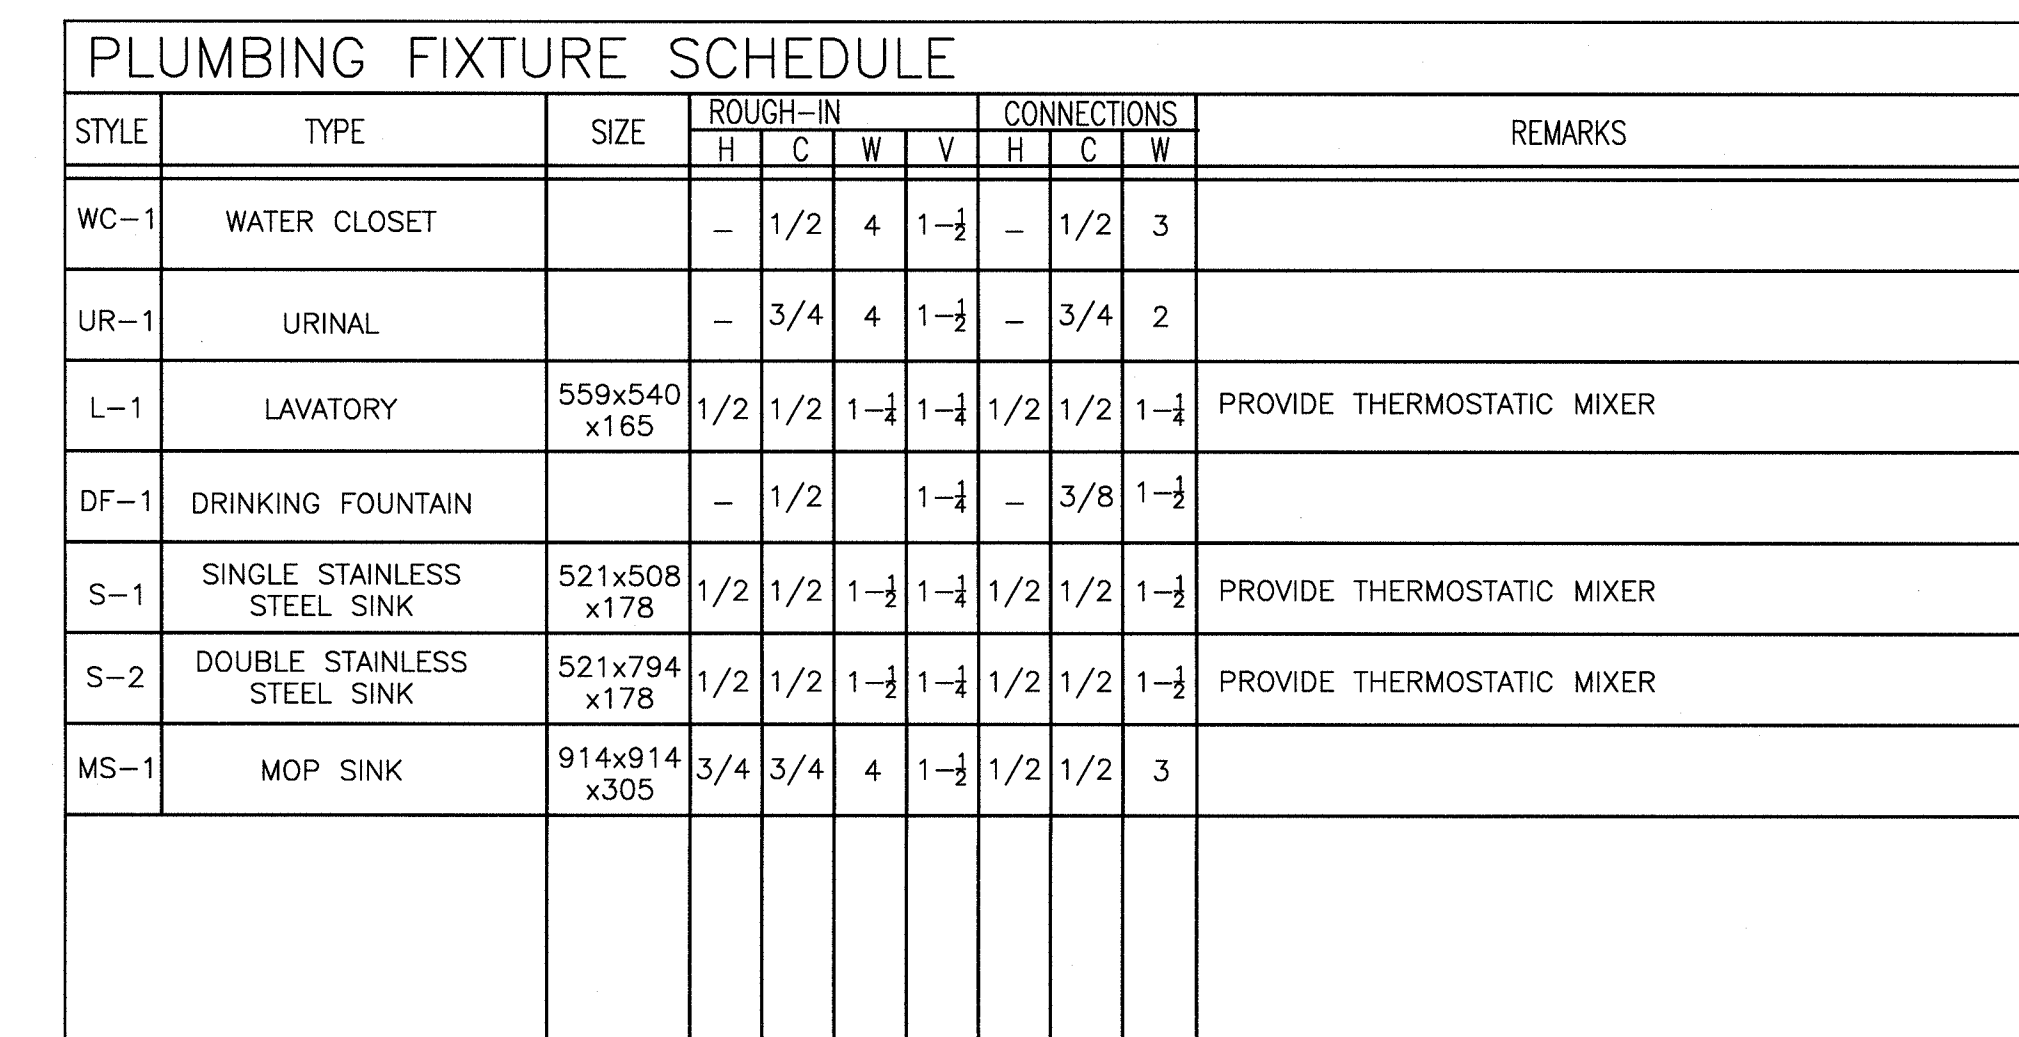 PLUMBING FIXTURE SCHEDULE
STYLE TYPE SIZE ROUGH-IN CONNECTIONS REMARKS
H C W V H C W
WC-1 WATER CLOSET - 1/2 4 1-1/2 - 1/2 3
UR-1 URINAL - 3/4 4 1-1/2 - 3/4 2
L-1 LAVATORY 559x540 1/2 1/2 1-1/4 1-1/4 1/2 1/2 1-1/4 PROVIDE THERMOSTATIC MIXER
x165
DF-1 DRINKING FOUNTAIN - 1/2 1-1/4 - 3/8 1-1/2
SINGLE STAINLESS 521x508
S-1 STEEL SINK x178 1/2 1/2 1-1/2 1-1/4 1/2 1/2 1-1/2 PROVIDE THERMOSTATIC MIXER
DOUBLE STAINLESS 521x794
S-2 STEEL SINK x178 1/2 1/2 1-1/2 1-1/4 1/2 1/2 1-1/2 PROVIDE THERMOSTATIC MIXER
MS-1 MOP SINK 914x914 3/4 3/4 4 1-1/2 1/2 1/2 3
x305